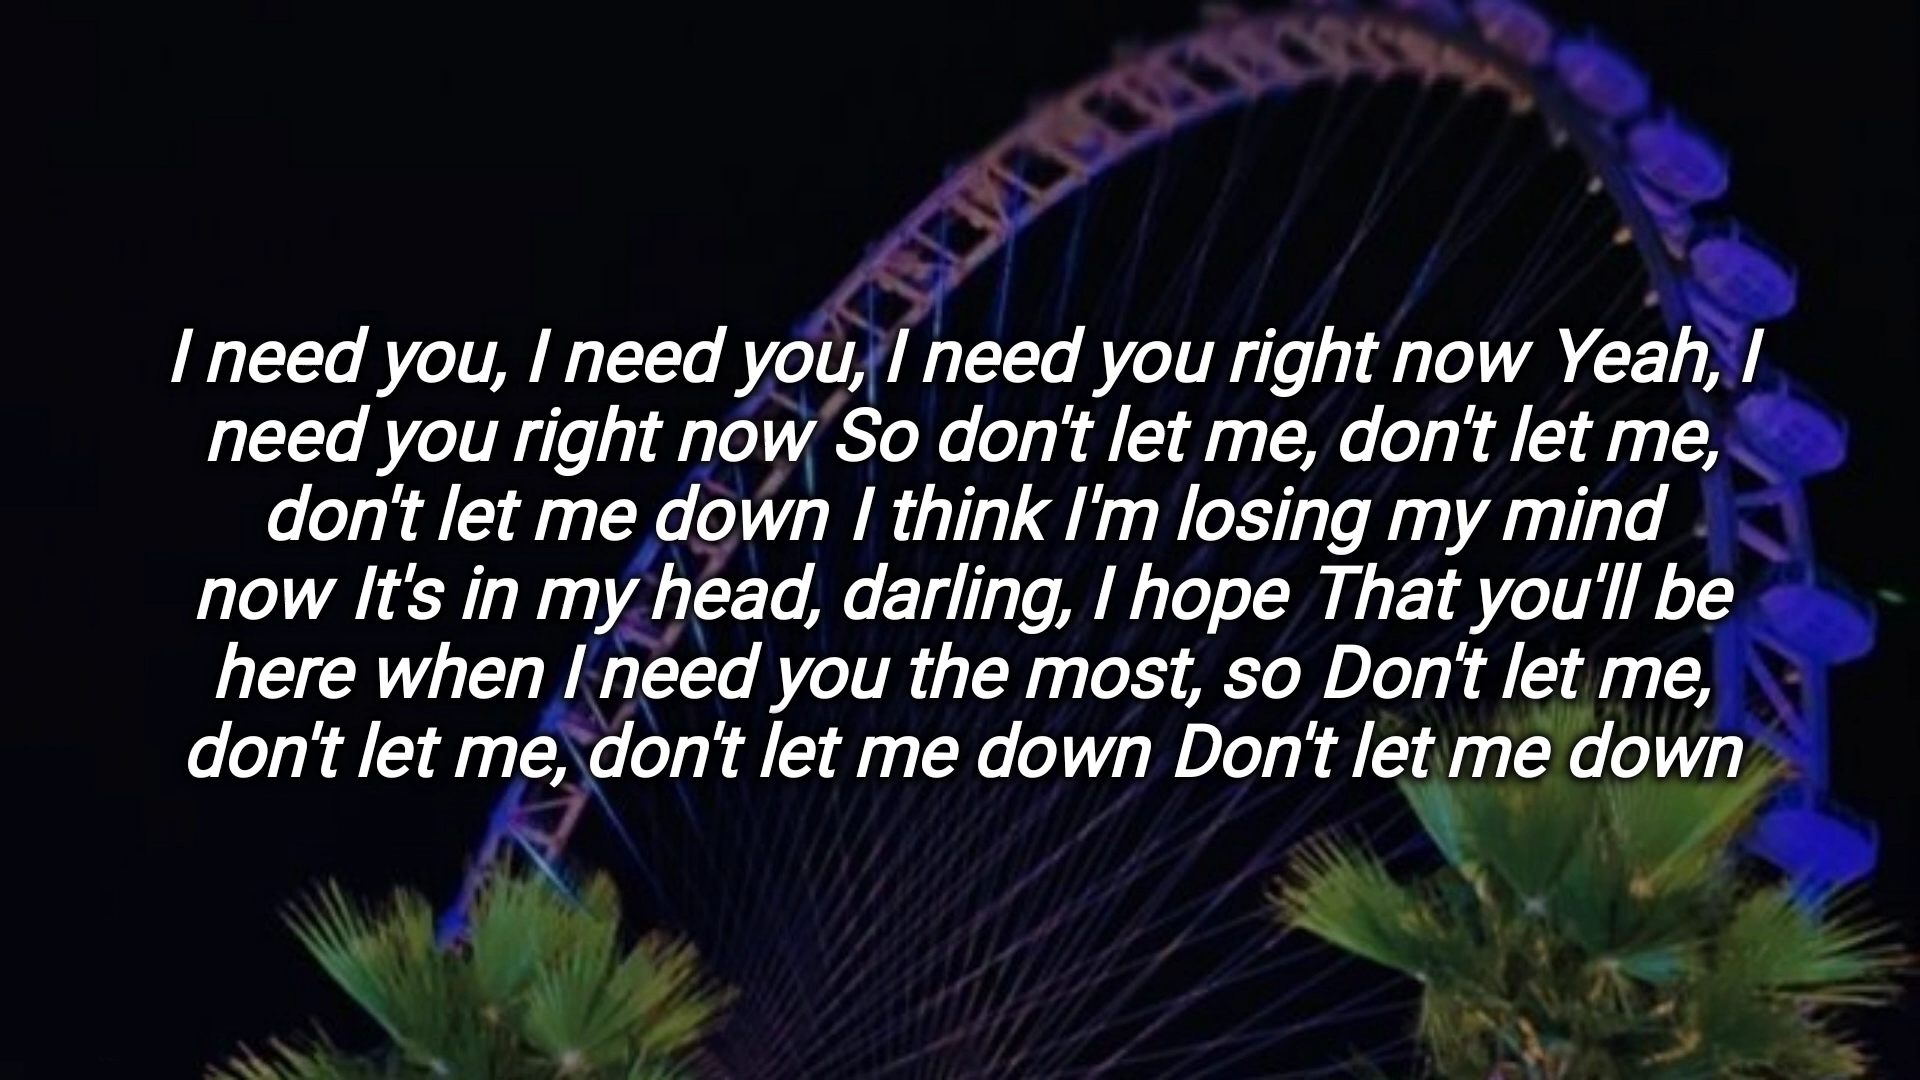 I need you, I need you, I need you right now Yeah, I
need you right now So don't let me, don't let me,
don't let me down I think I'm losing my mind
now It's in my head, darling, I hope That you'll be
here when I need you the most, so Don't let me,
don't let me, don't let me down Don't let me down